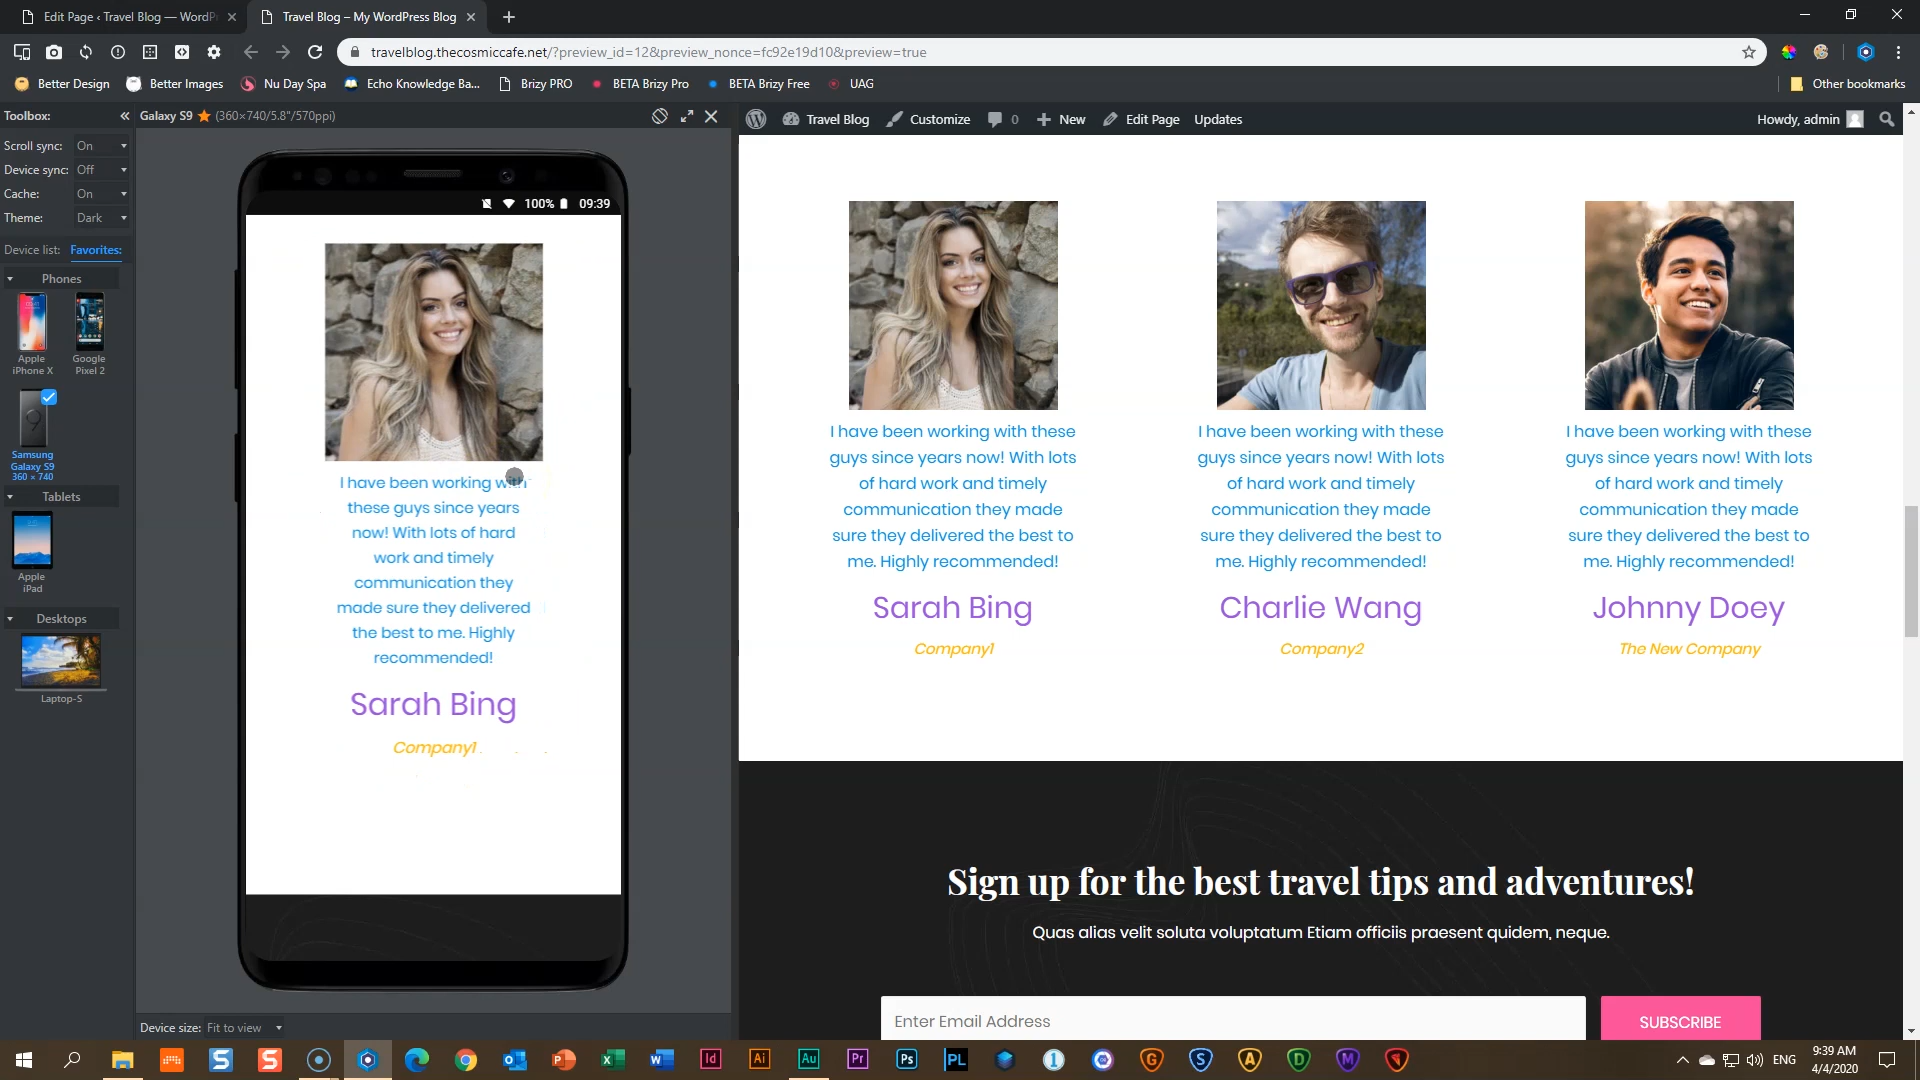 Edit Page ‹ Travel Blog — WordPr
Travel Blog – My WordPress Blog
travelblog.thecosmiccafe.net/?preview_id=12&preview_nonce=fc92e19d10&preview=true
Better Design
Better Images
Nu Day Spa
Echo Knowledge Ba...
Brizy PRO
BETA Brizy Pro
BETA Brizy Free
UAG
Other bookmarks
Toolbox:
Galaxy S9
(360×740/5.8"/570ppi)
Travel Blog
Customize
0
New
Edit Page
Updates
Howdy, admin
Scroll sync: On
Device sync: Off
Cache: On
Theme: Dark
Device list: Favorites:
Phones
Apple
iPhone X
Google
Pixel 2
Samsung
Galaxy S9
360 × 740
Tablets
Apple
iPad
Desktops
Laptop-S
100%
09:39
I have been working with
these guys since years
now! With lots of hard
work and timely
communication they
made sure they delivered
the best to me. Highly
recommended!
Sarah Bing
Company1
Device size: Fit to view
I have been working with these
guys since years now! With lots
of hard work and timely
communication they made
sure they delivered the best to
me. Highly recommended!
Sarah Bing
Company1
I have been working with these
guys since years now! With lots
of hard work and timely
communication they made
sure they delivered the best to
me. Highly recommended!
Charlie Wang
Company2
I have been working with these
guys since years now! With lots
of hard work and timely
communication they made
sure they delivered the best to
me. Highly recommended!
Johnny Doey
The New Company
Sign up for the best travel tips and adventures!
Quas alias velit soluta voluptatum Etiam officiis praesent quidem, neque.
Enter Email Address
SUBSCRIBE
Id
Ai
Au
Pr
Ps
PL
ENG
9:39 AM
4/4/2020